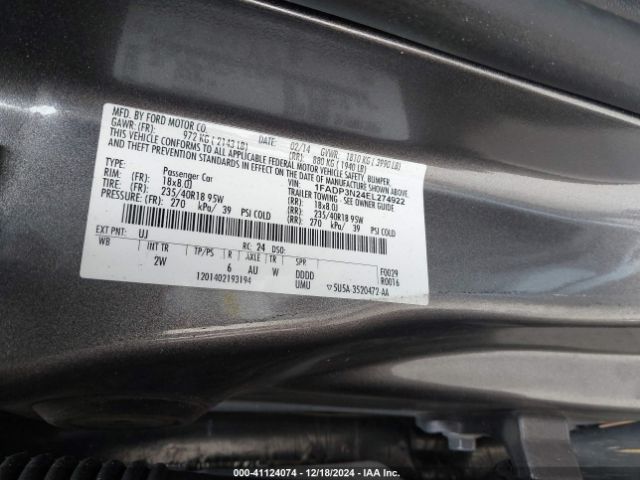 MFD. BY FORD MOTOR CO. DATE: 02/14 GVWR: 1810 KG ( 3990 LB)
GAWR: (FR): 972 KG ( 2143 LB) (RR): 880 KG ( 1940 LB)
THIS VEHICLE CONFORMS TO ALL APPLICABLE FEDERAL MOTOR VEHICLE SAFETY, BUMPER,
AND THEFT PREVENTION STANDARDS IN EFFECT ON THE DATE OF MANUFACTURE SHOWN ABOVE.
VIN: 1FADP3N24EL274922
TYPE: Passenger Car TRAILER TOWING - SEE OWNER GUIDE
RIM: (FR): 18x8.0J (RR): 18x8.0J
TIRE: (FR): 235/40R18 95W (RR): 235/40R18 95W
PRESSURE: (FR): 270 kPa/ 39 PSI COLD (RR): 270 kPa/ 39 PSI COLD
EXT PNT: UJ RC: 24 DSO:
WB INT TR TP/PS R AXLE TR SPR
2W 6 AU W DDDD F0029
1201402193194 UMU R0016
▽ SU5A-3520472-AA
000-41124074 | 12/18/2024 | IAA Inc.